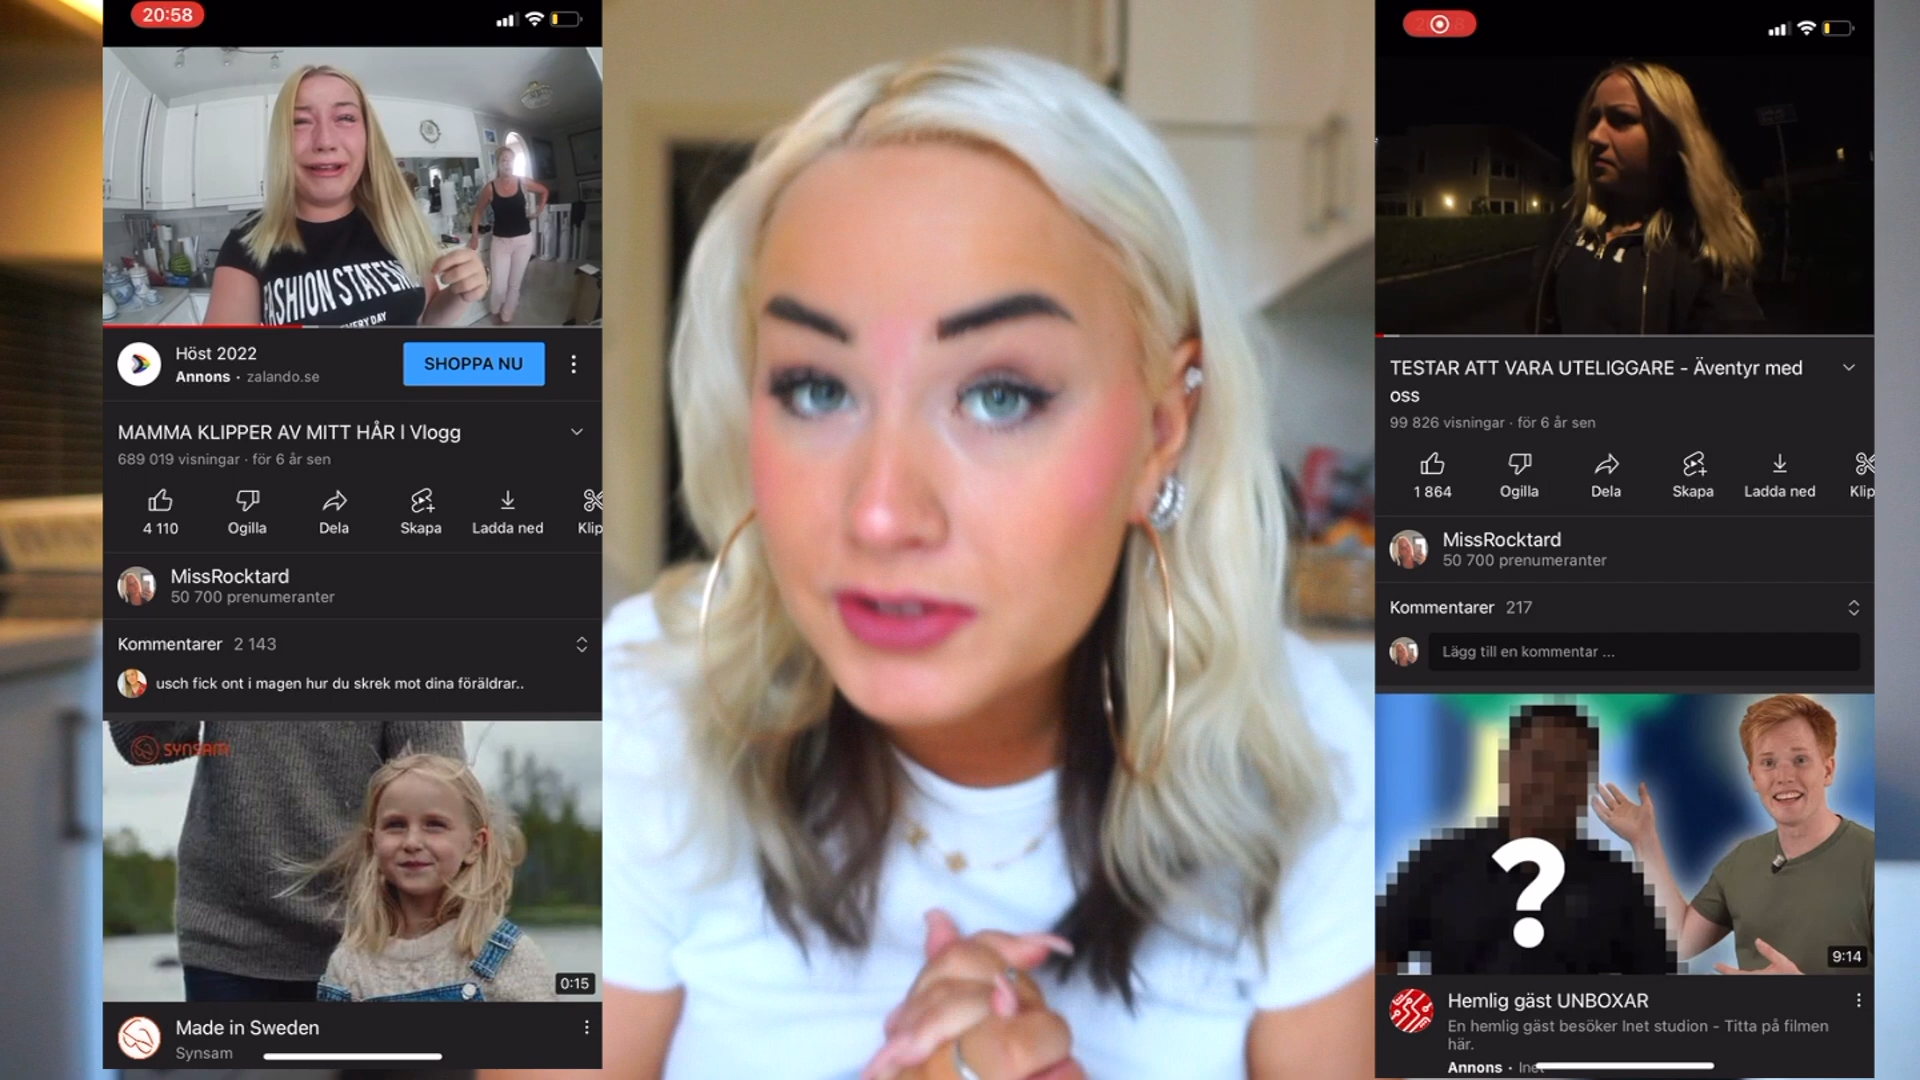 20:58
FASHION STATEM
EVERY DAY
Höst 2022
Annons · zalando.se
SHOPPA NU
MAMMA KLIPPER AV MITT HÅR l Vlogg
689 019 visningar · för 6 år sen
4 110
Ogilla
Dela
Skapa
Ladda ned
Klip
MissRocktard
50 700 prenumeranter
Kommentarer 2 143
usch fick ont i magen hur du skrek mot dina föräldrar..
SYNSAM
0:15
Made in Sweden
Synsam
TESTAR ATT VARA UTELIGGARE - Äventyr med
oss
99 826 visningar · för 6 år sen
1 864
Ogilla
Dela
Skapa
Ladda ned
Klip
MissRocktard
50 700 prenumeranter
Kommentarer 217
Lägg till en kommentar ...
?
9:14
Hemlig gäst UNBOXAR
En hemlig gäst besöker Inet studion - Titta på filmen
här.
Annons · Inet